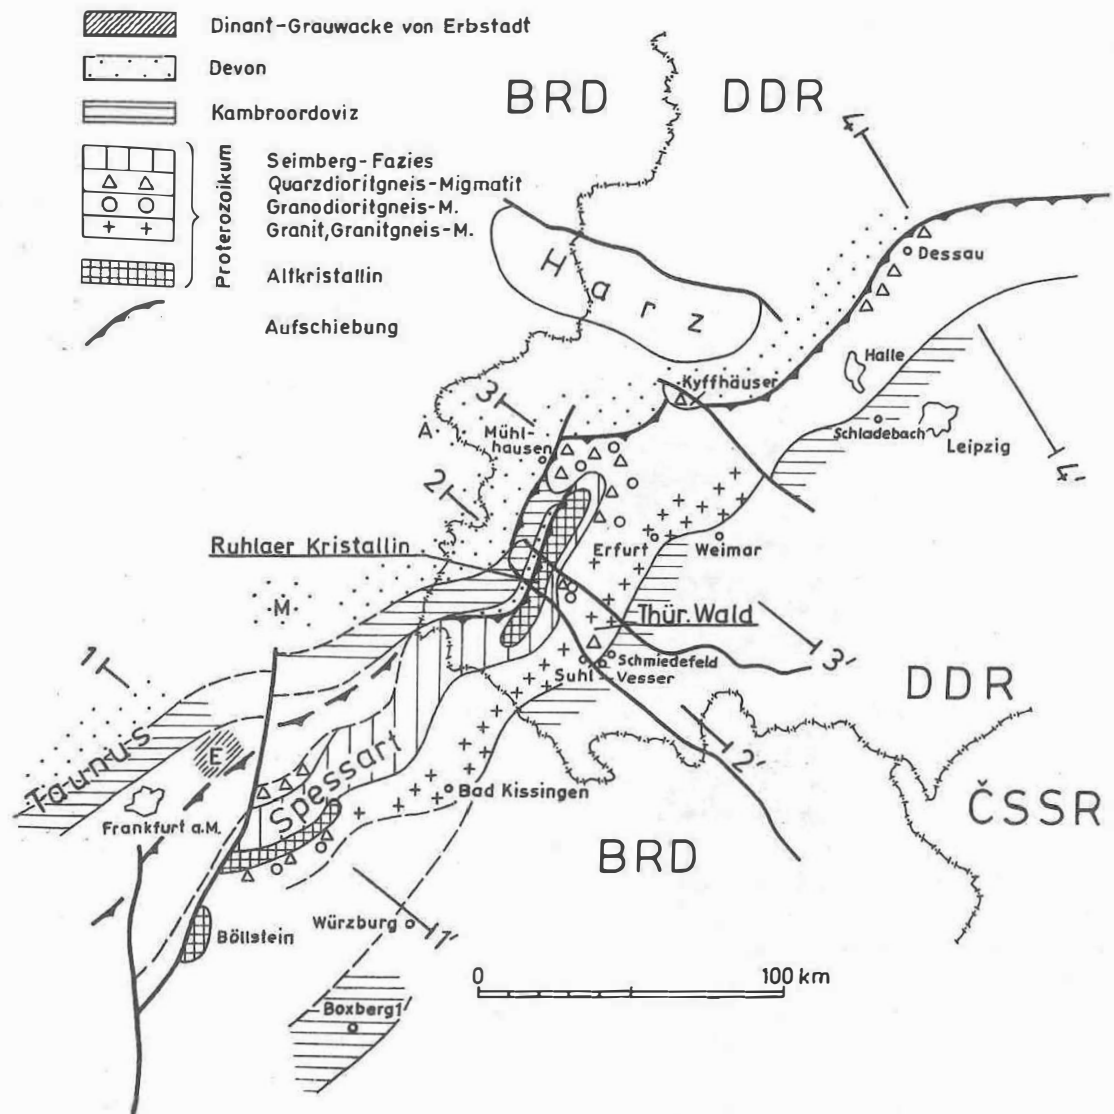 Dinant-Grauwacke von Erbstadt
Devon
Kambroordoviz
Proterozoikum
Seimberg-Fazies
Quarzdioritgneis-Migmatit
Granodioritgneis-M.
Granit,Granitgneis-M.
Altkristallin
Aufschiebung
BRD
DDR
4
Harz
Dessau
Halle
Kyffhäuser
3
A
Mühl-
hausen
Schladebach
Leipzig
2
4'
Ruhlaer Kristallin
Erfurt
Weimar
M
Thür. Wald
1
Schmiedefeld
3'
Suhl
Vesser
DDR
Taunus
E
2'
Spessart
Bad Kissingen
ČSSR
Frankfurt a.M.
BRD
Würzburg
1'
Böllstein
0
100 km
Boxberg 1